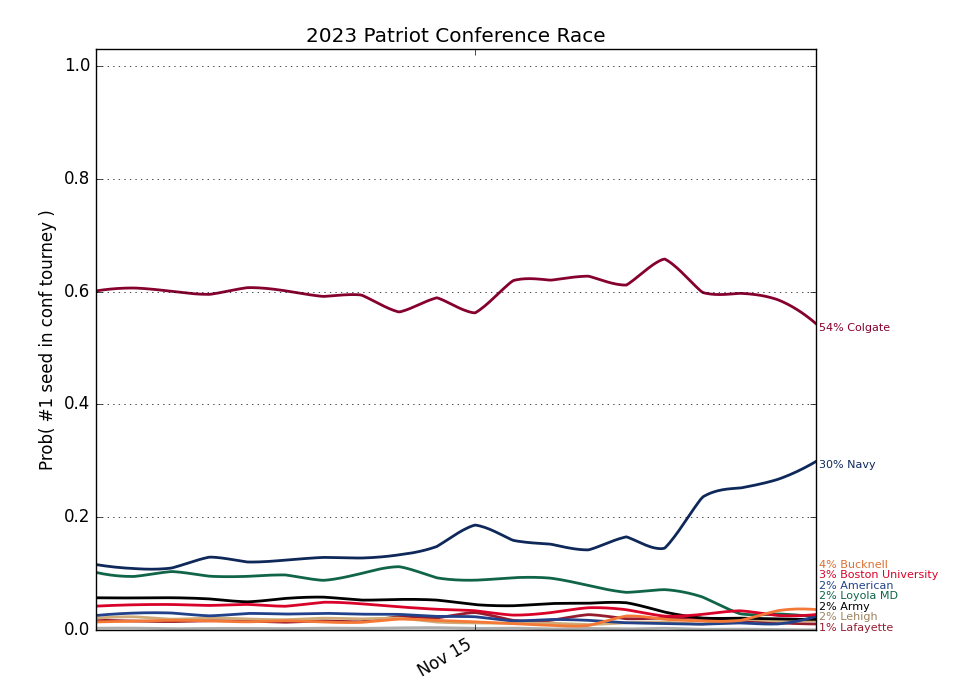 2023 Patriot Conference Race
Prob( #1 seed in conf tourney )
1.0
0.8
0.6
0.4
0.2
0.0
Nov 15
54% Colgate
30% Navy
4% Bucknell
3% Boston University
2% American
2% Loyola MD
2% Army
2% Lehigh
1% Lafayette